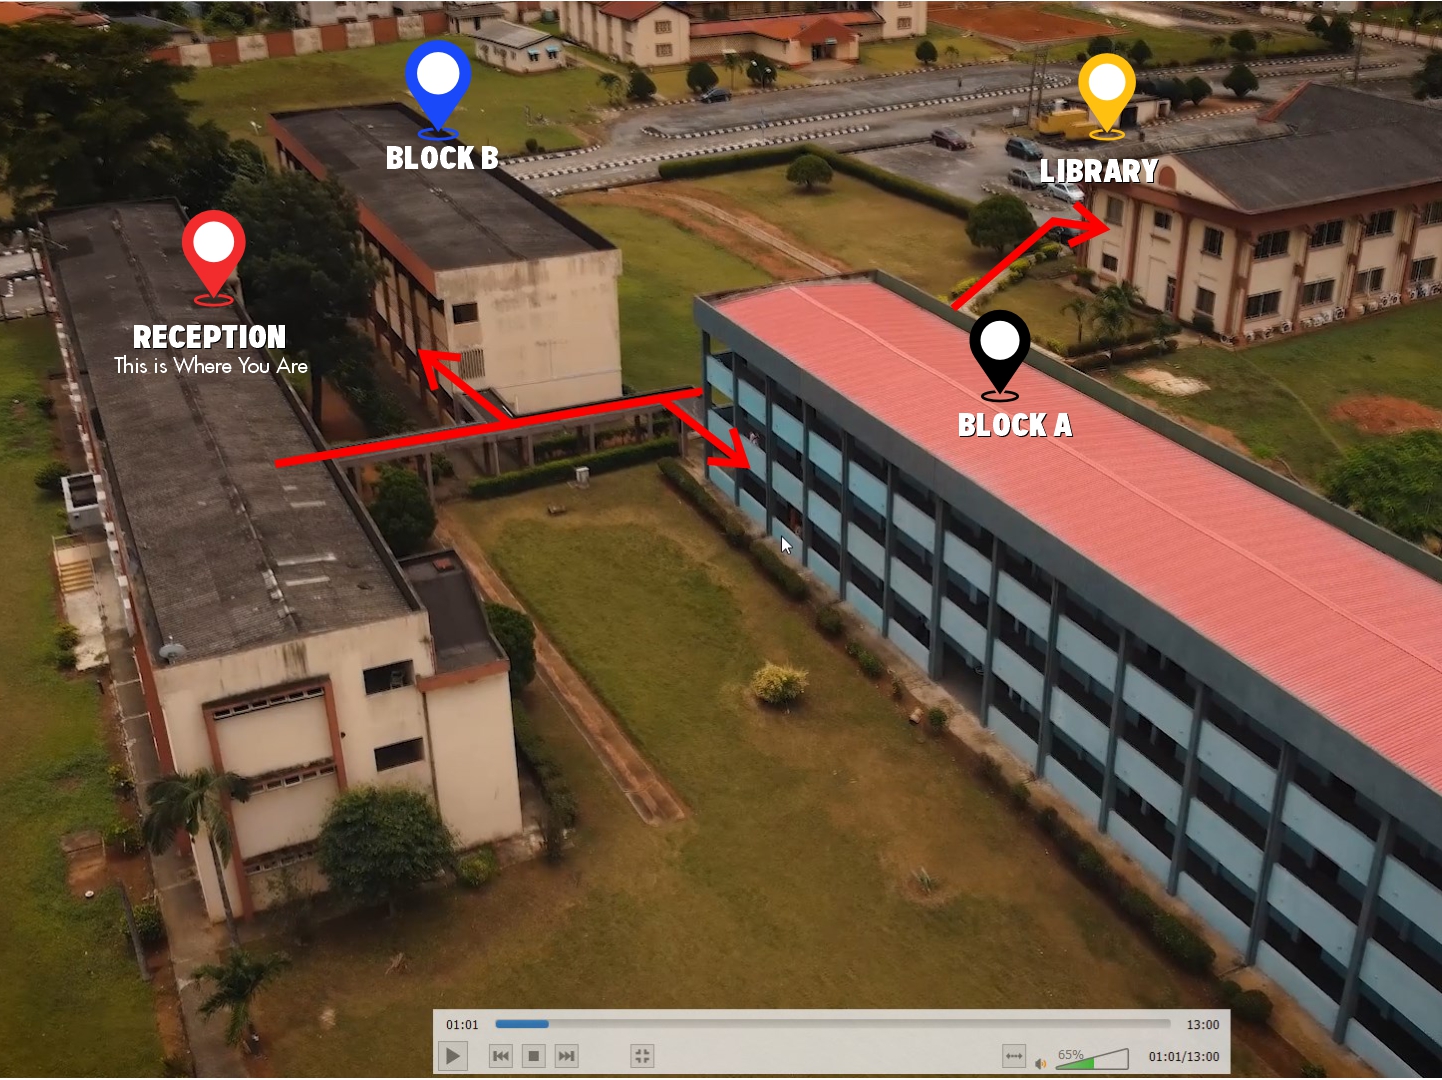 BLOCK B
LIBRARY
RECEPTION
This is Where You Are
BLOCK A
01:01
13:00
65%
01:01/13:00